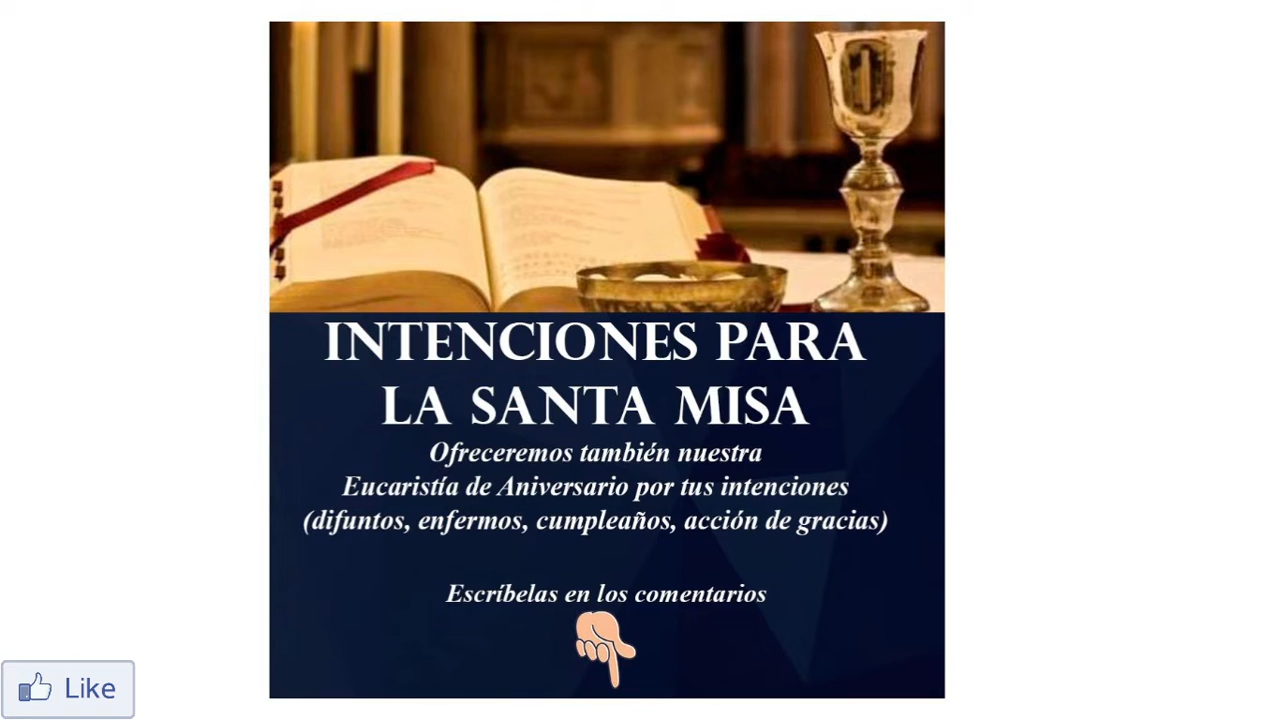 INTENCIONES PARA
LA SANTA MISA
Ofreceremos también nuestra
Eucaristía de Aniversario por tus intenciones
(difuntos, enfermos, cumpleaños, acción de gracias)
Escríbelas en los comentarios
Like